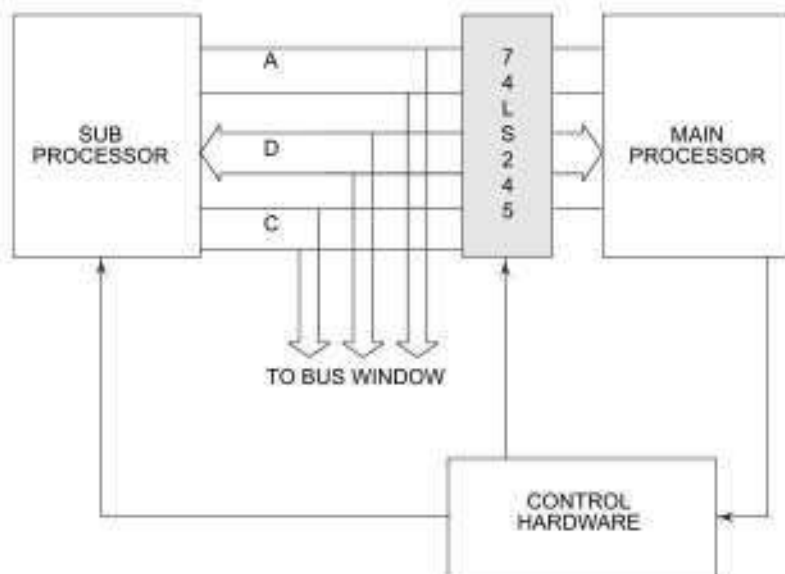 SUB
PROCESSOR
A
D
C
7
4
L
S
2
4
5
MAIN
PROCESSOR
TO BUS WINDOW
CONTROL
HARDWARE